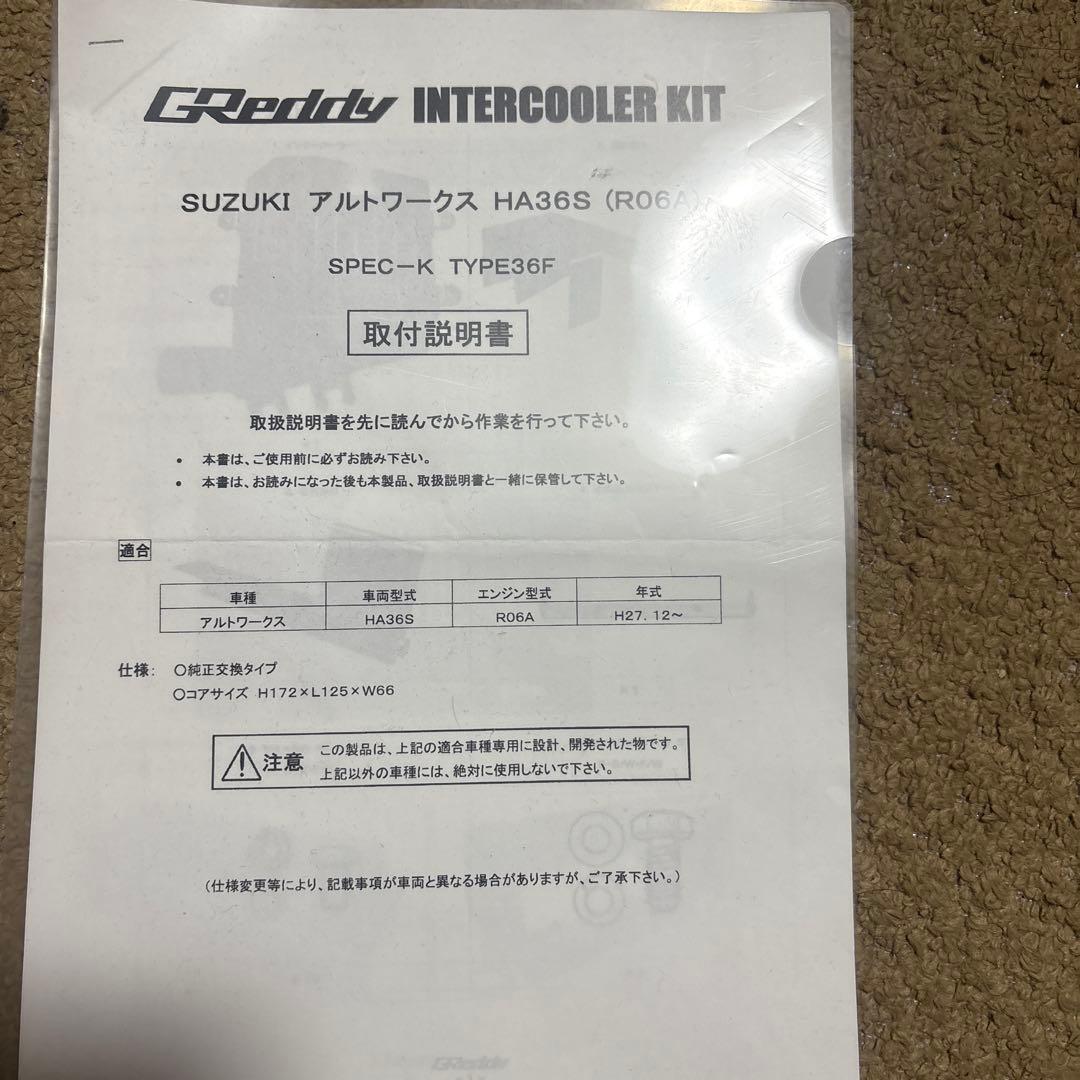 GReddy INTERCOOLER KIT
SUZUKI アルトワークス HA36S (R06A)
SPEC-K TYPE36F
取付説明書
取扱説明書を先に読んでから作業を行って下さい。
• 本書は、ご使用前に必ずお読み下さい。
• 本書は、お読みになった後も本製品、取扱説明書と一緒に保管して下さい。
適合
車種 車両型式 エンジン型式 年式
アルトワークス HA36S R06A H27.12~
仕様: ○純正交換タイプ
○コアサイズ H172×L125×W66
注意 この製品は、上記の適合車種専用に設計、開発された物です。
上記以外の車種には、絶対に使用しないで下さい。
(仕様変更等により、記載事項が車両と異なる場合がありますが、ご了承下さい。)
GReddy